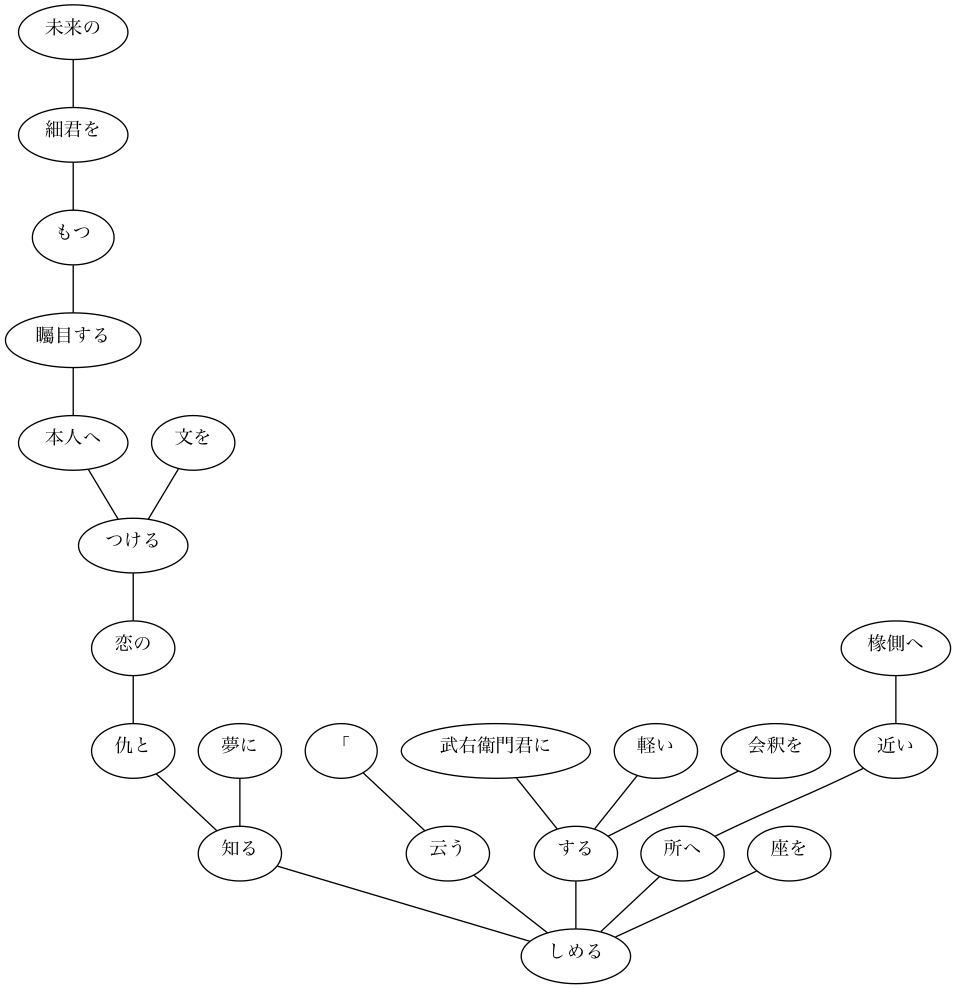 未来の
細君を
もつ
矚目する
本人へ
文を
つける
恋の
椽側へ
仇と
夢に
「
武右衛門君に
軽い
会釈を
近い
知る
云う
する
所へ
座を
しめる